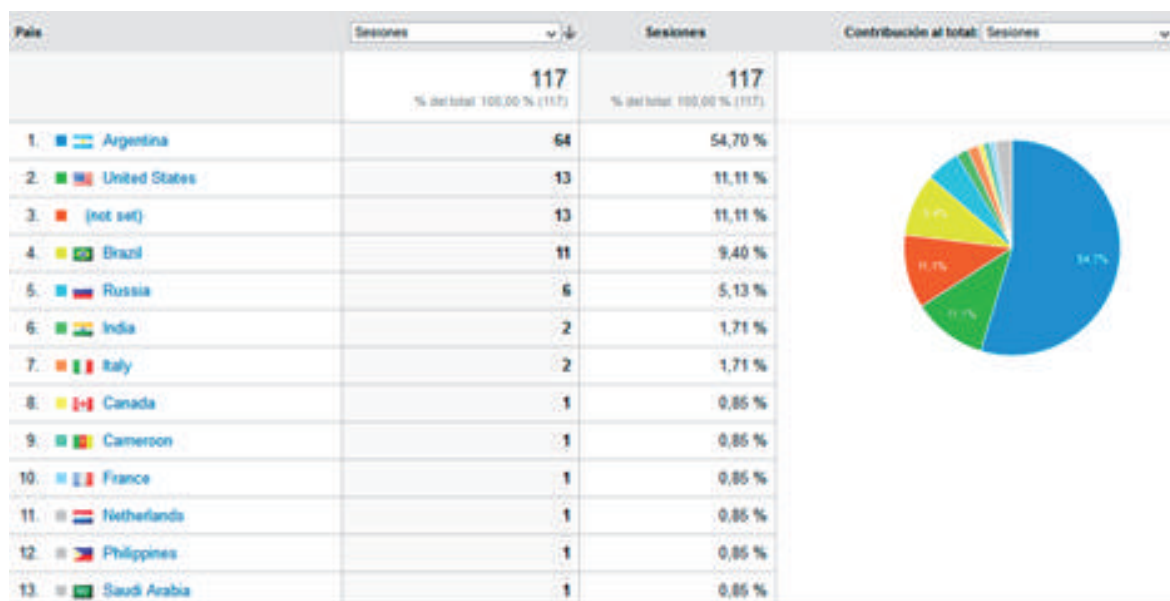 País Sesiones Sesiones Contribución al total: Sesiones
117 117
% del total: 100,00 % (117) % del total: 100,00 % (117)
1. Argentina 64 54,70 %
2. United States 13 11,11 %
3. (not set) 13 11,11 %
4. Brazil 11 9,40 %
5. Russia 6 5,13 %
6. India 2 1,71 %
7. Italy 2 1,71 %
8. Canada 1 0,85 %
9. Cameroon 1 0,85 %
10. France 1 0,85 %
11. Netherlands 1 0,85 %
12. Philippines 1 0,85 %
13. Saudi Arabia 1 0,85 %
9,4%
54,7%
11,1%
11,1%